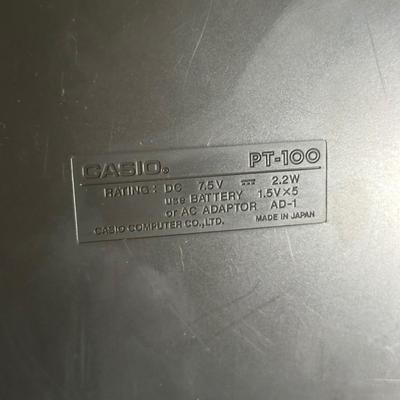 CASIO® PT-100
RATING: DC 7.5V ⎓ 2.2W
use BATTERY 1.5V×5
or AC ADAPTOR AD-1
CASIO COMPUTER CO.,LTD. MADE IN JAPAN